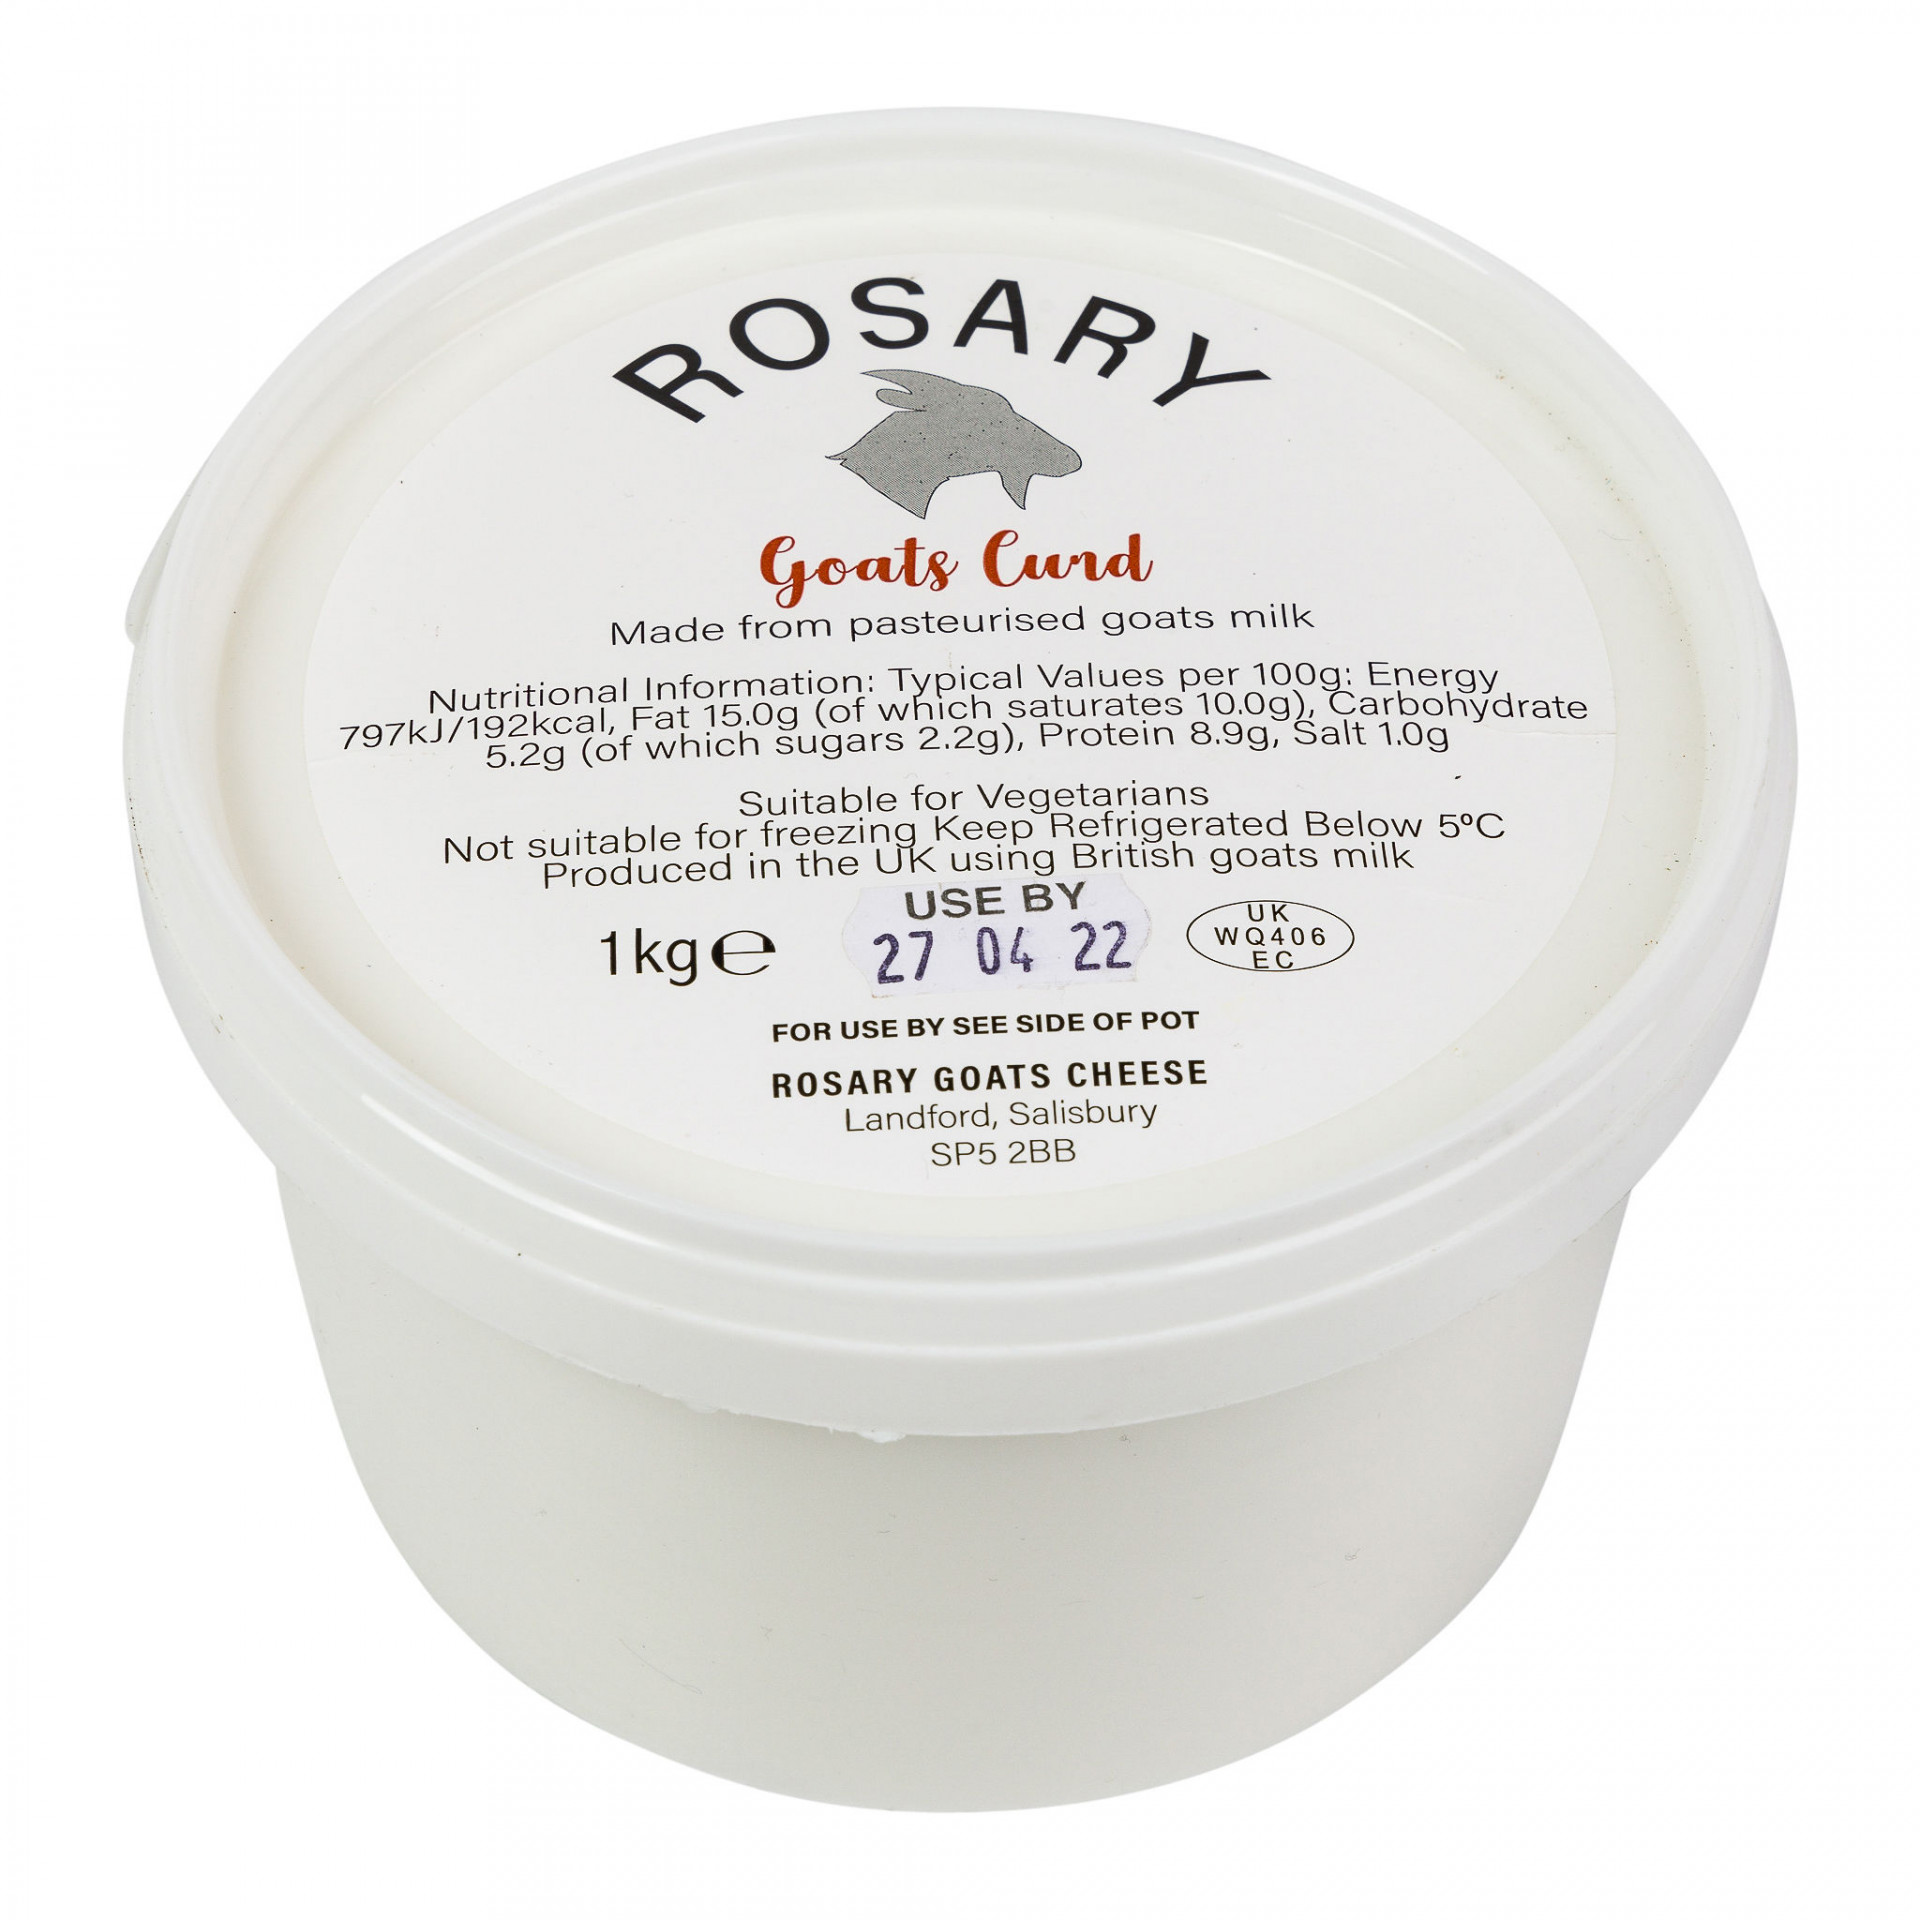 ROSARY
Goats Curd
Made from pasteurised goats milk
Nutritional Information: Typical Values per 100g: Energy
797kJ/192kcal, Fat 15.0g (of which saturates 10.0g), Carbohydrate
5.2g (of which sugars 2.2g), Protein 8.9g, Salt 1.0g
Suitable for Vegetarians
Not suitable for freezing Keep Refrigerated Below 5ºC
Produced in the UK using British goats milk
USE BY
1kg℮ 27 04 22
UK
WQ406
EC
FOR USE BY SEE SIDE OF POT
ROSARY GOATS CHEESE
Landford, Salisbury
SP5 2BB